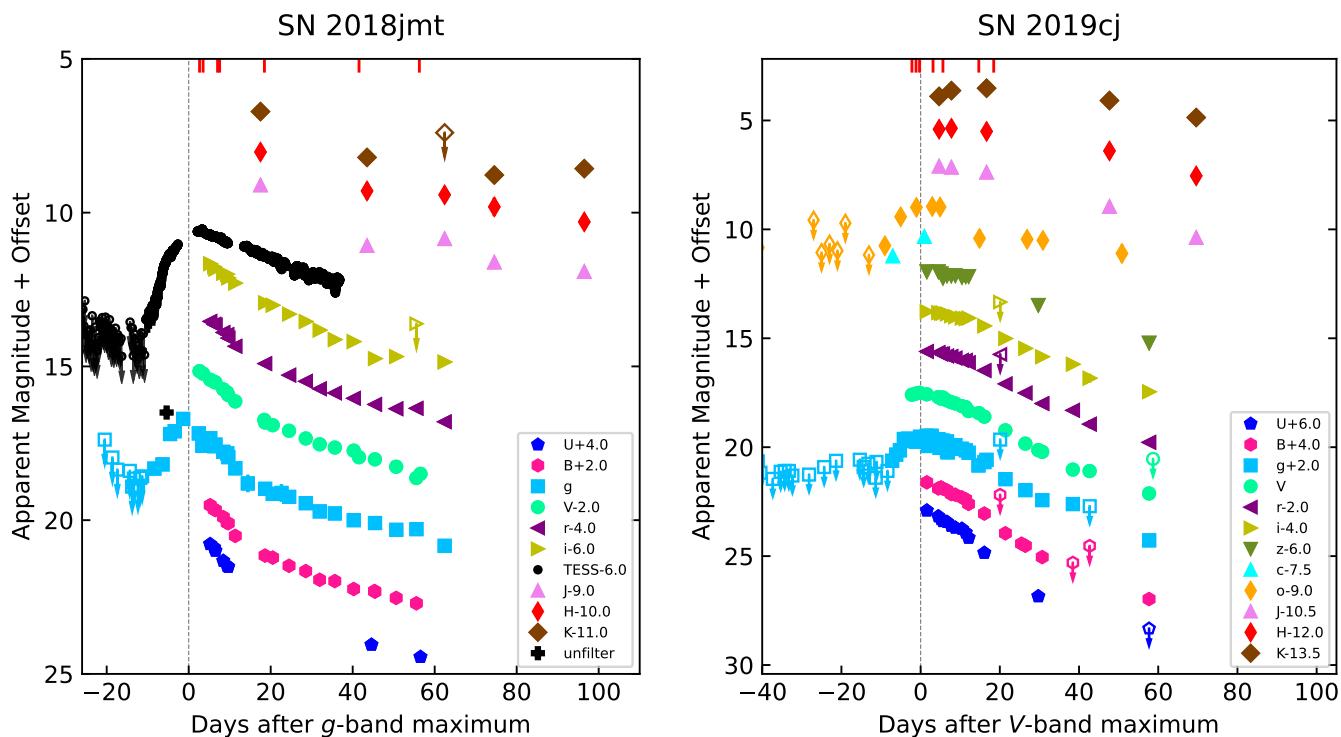 SN 2018jmt
5
10
15
20
25
Apparent Magnitude + Offset
−20
0
20
40
60
80
100
Days after g-band maximum
U+4.0
B+2.0
g
V-2.0
r-4.0
i-6.0
TESS-6.0
J-9.0
H-10.0
K-11.0
unfilter
SN 2019cj
5
10
15
20
25
30
Apparent Magnitude + Offset
−40
−20
0
20
40
60
80
100
Days after V-band maximum
U+6.0
B+4.0
g+2.0
V
r-2.0
i-4.0
z-6.0
c-7.5
o-9.0
J-10.5
H-12.0
K-13.5